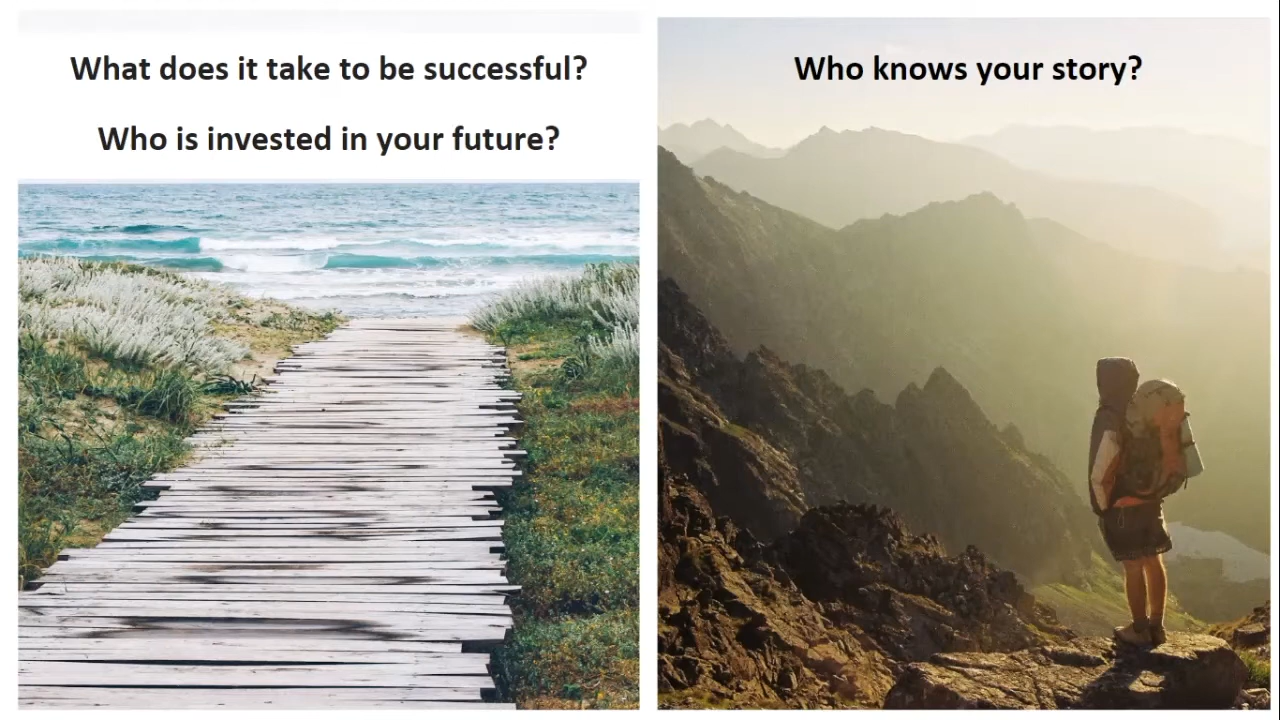 What does it take to be successful?
Who is invested in your future?
Who knows your story?